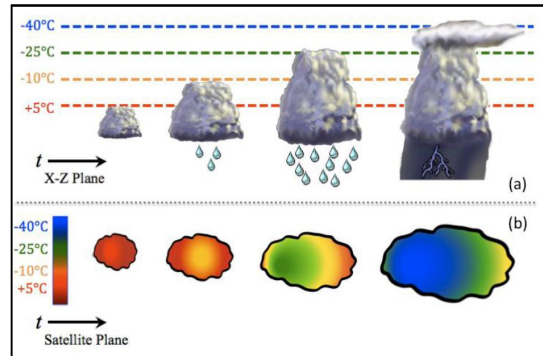 -40°C
-25°C
-10°C
+5°C
t
X-Z Plane
(a)
(b)
-40°C
-25°C
-10°C
+5°C
t
Satellite Plane